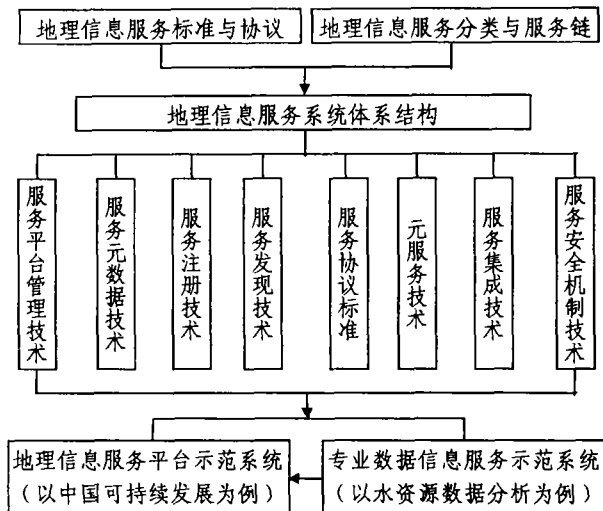 地理信息服务标准与协议
地理信息服务分类与服务链
地理信息服务系统体系结构
服务平台管理技术
服务元数据技术
服务注册技术
服务发现技术
服务协议标准
元服务技术
服务集成技术
服务安全机制技术
地理信息服务平台示范系统
（以中国可持续发展为例）
专业数据信息服务示范系统
（以水资源数据分析为例）